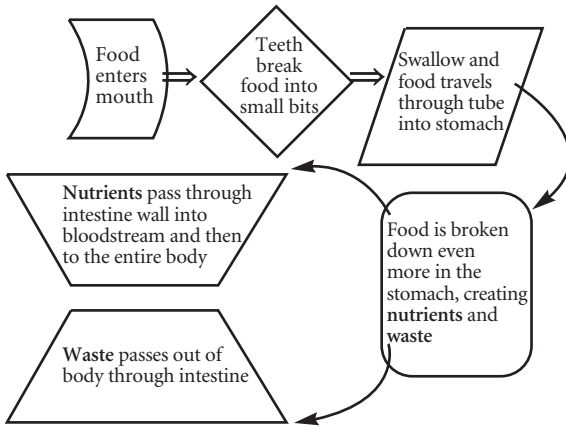 Food
enters
mouth
Teeth
break
food into
small bits
Swallow and
food travels
through tube
into stomach
Food is broken
down even
more in the
stomach, creating
nutrients and
waste
Nutrients pass through
intestine wall into
bloodstream and then
to the entire body
Waste passes out of
body through intestine